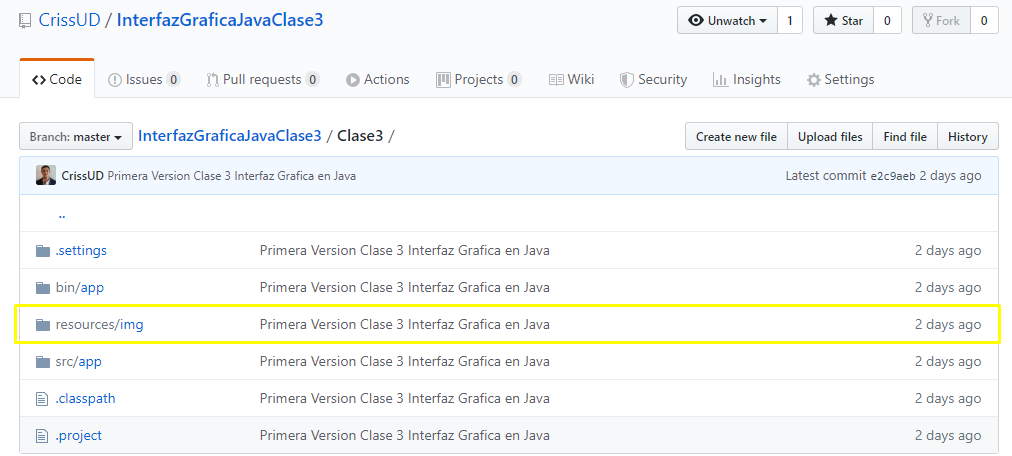 CrissUD / InterfazGraficaJavaClase3
Unwatch 1 Star 0 Fork 0
Code Issues 0 Pull requests 0 Actions Projects 0 Wiki Security Insights Settings
Branch: master InterfazGraficaJavaClase3 / Clase3 / Create new file Upload files Find file History
CrissUD Primera Version Clase 3 Interfaz Grafica en Java Latest commit e2c9aeb 2 days ago
..
.settings Primera Version Clase 3 Interfaz Grafica en Java 2 days ago
bin/app Primera Version Clase 3 Interfaz Grafica en Java 2 days ago
resources/img Primera Version Clase 3 Interfaz Grafica en Java 2 days ago
src/app Primera Version Clase 3 Interfaz Grafica en Java 2 days ago
.classpath Primera Version Clase 3 Interfaz Grafica en Java 2 days ago
.project Primera Version Clase 3 Interfaz Grafica en Java 2 days ago